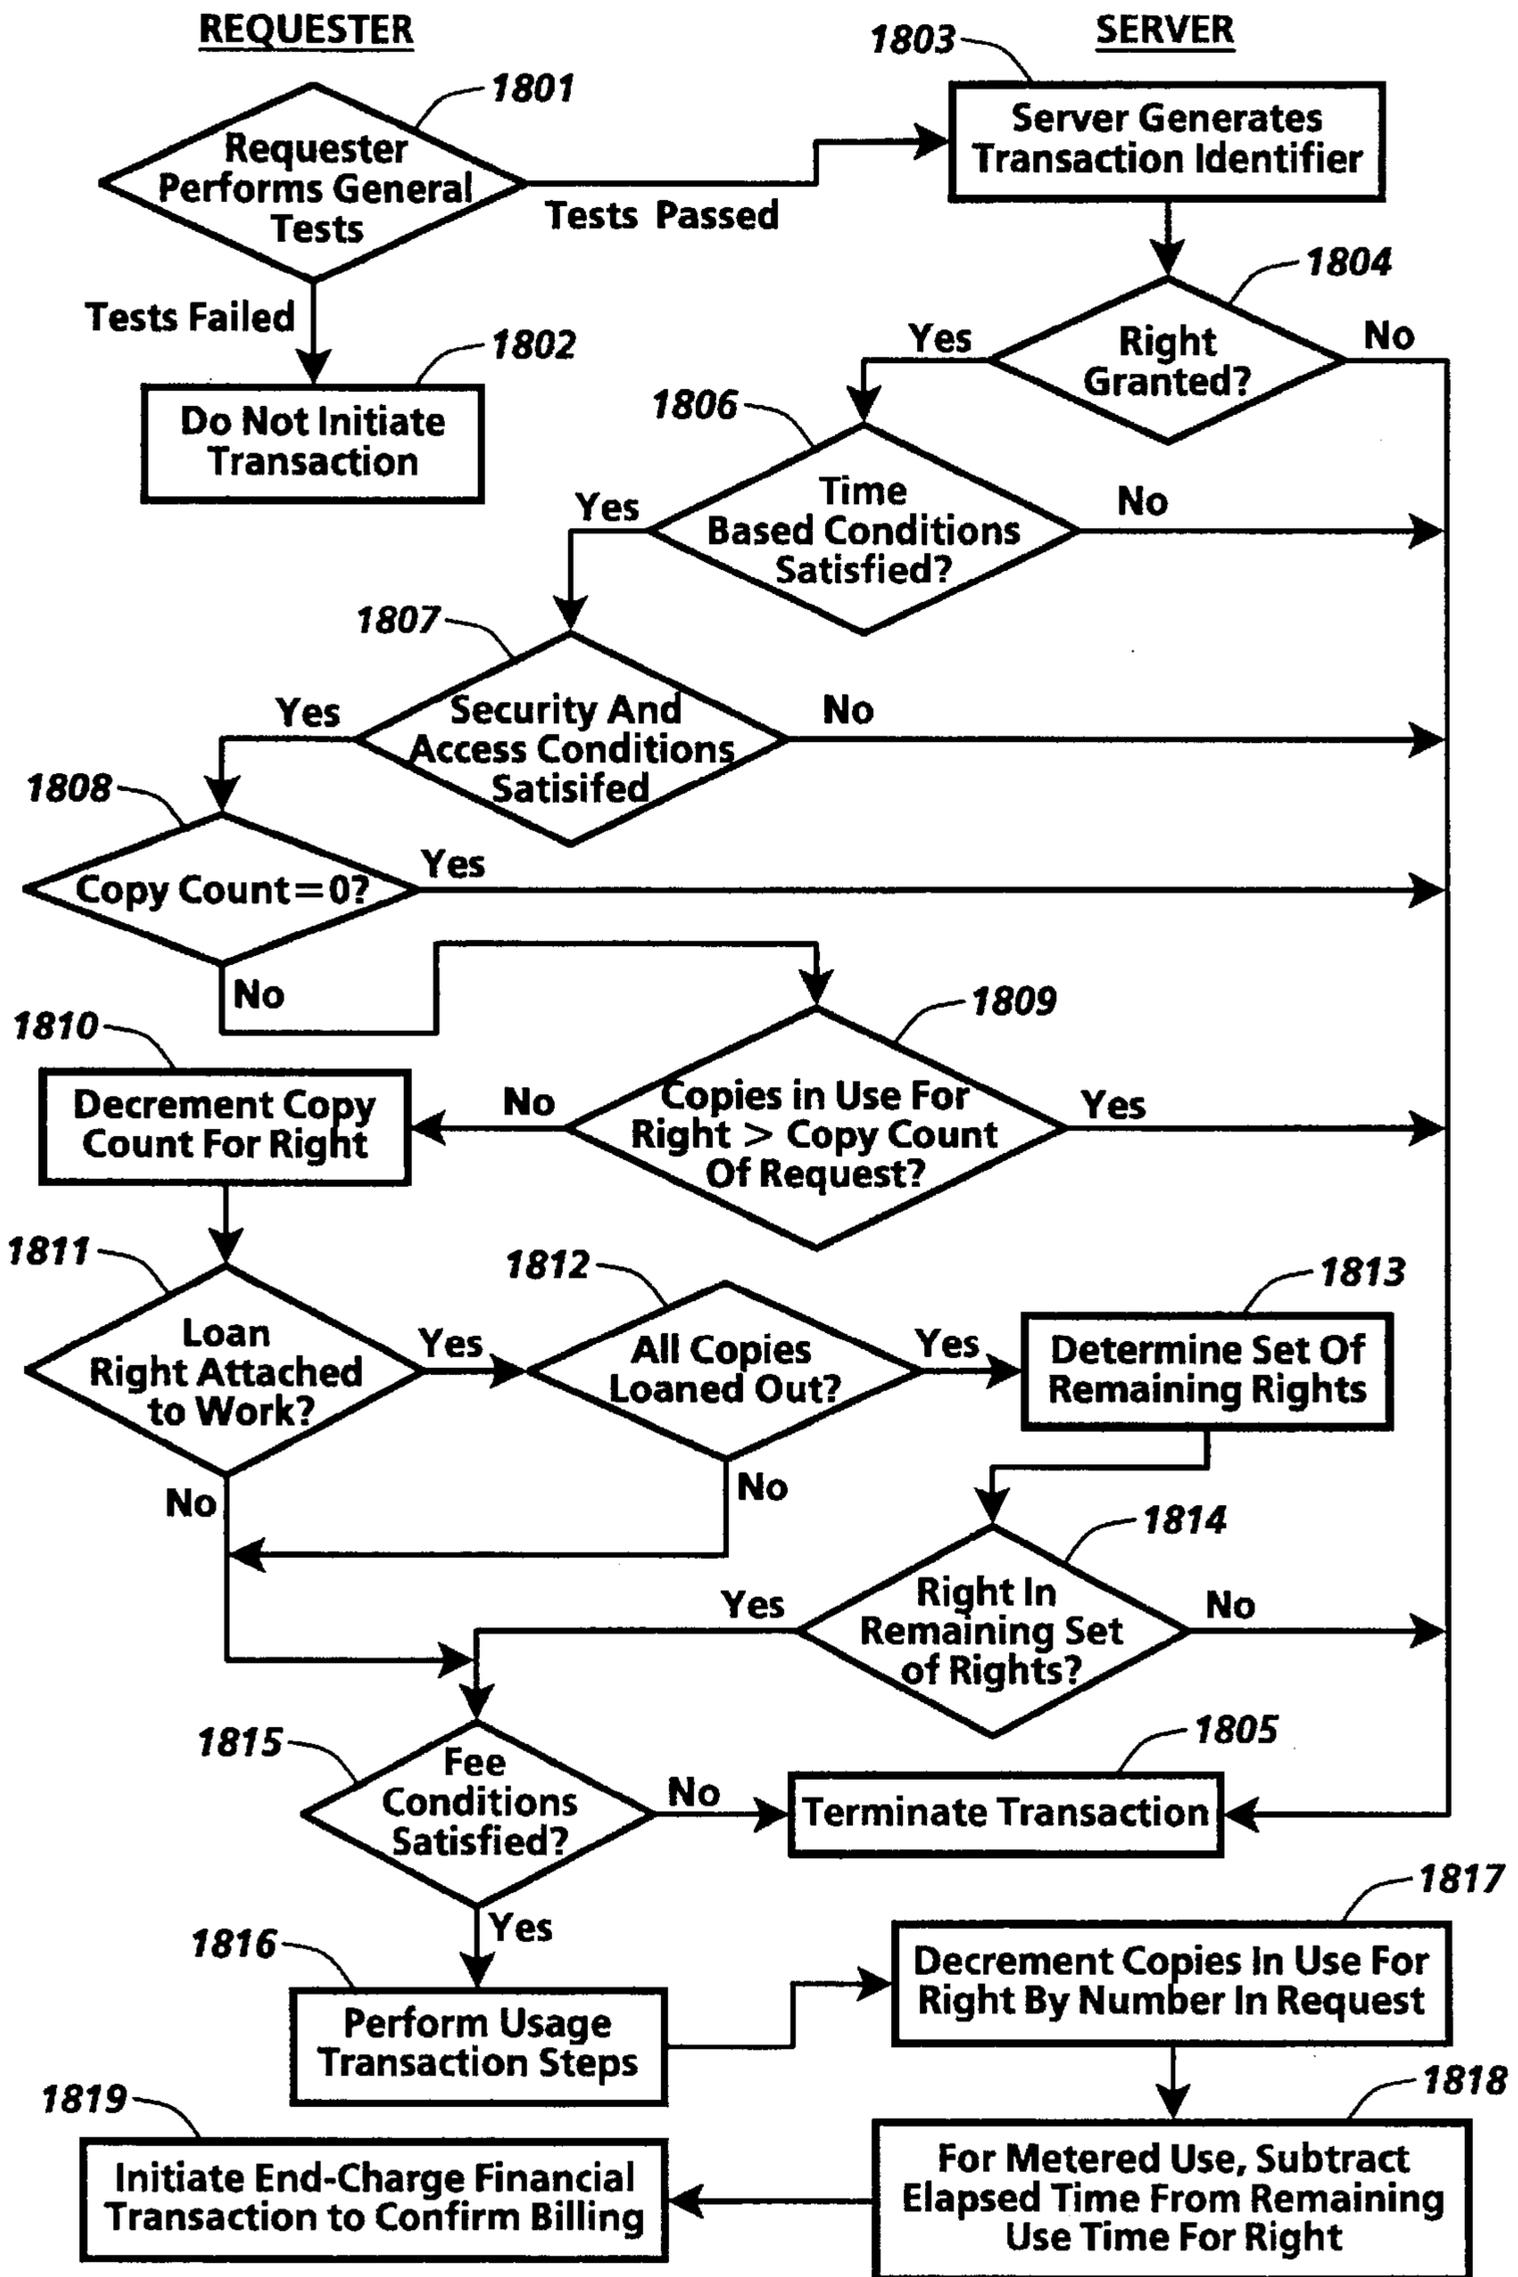 REQUESTER
SERVER
1803
1801
Server Generates
Transaction Identifier
Requester
Performs General
Tests
Tests Passed
1804
Tests Failed
1802
Yes
Right
Granted?
No
Do Not Initiate
Transaction
1806
Time
Based Conditions
Satisfied?
Yes
No
1807
Security And
Access Conditions
Satisifed
Yes
No
1808
Copy Count=0?
Yes
No
1809
1810
Decrement Copy
Count For Right
No
Copies in Use For
Right > Copy Count
Of Request?
Yes
1811
1812
1813
Loan
Right Attached
to Work?
Yes
All Copies
Loaned Out?
Yes
Determine Set Of
Remaining Rights
No
No
1814
Yes
Right In
Remaining Set
of Rights?
No
1815
1805
Fee
Conditions
Satisfied?
No
Terminate Transaction
1817
Yes
1816
Decrement Copies In Use For
Right By Number In Request
Perform Usage
Transaction Steps
1818
1819
For Metered Use, Subtract
Elapsed Time From Remaining
Use Time For Right
Initiate End-Charge Financial
Transaction to Confirm Billing